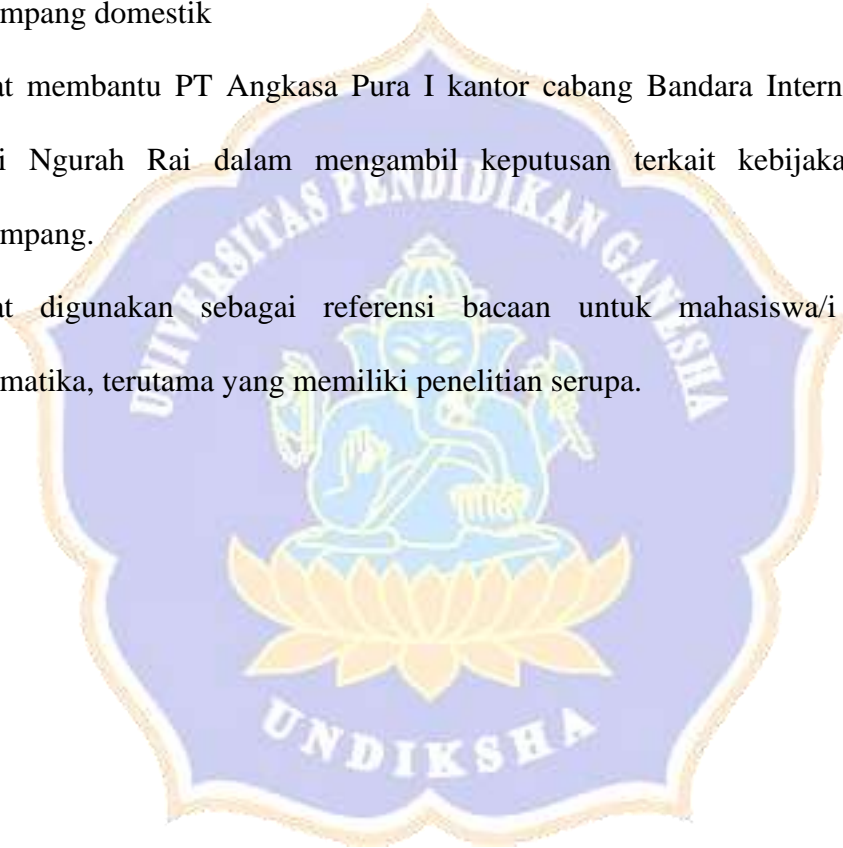 mpang domestik
at membantu PT Angkasa Pura I kantor cabang Bandara Intern
i Ngurah Rai dalam mengambil keputusan terkait kebijaka
mpang.
at digunakan sebagai referensi bacaan untuk mahasiswa/i
matika, terutama yang memiliki penelitian serupa.
UNIVERSITAS PENDIDIKAN GANESHA
UNDIKSHA